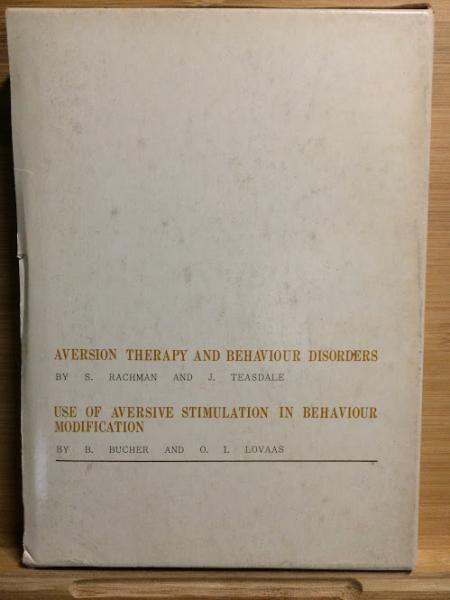 AVERSION THERAPY AND BEHAVIOUR DISORDERS
BY S. RACHMAN AND J. TEASDALE
USE OF AVERSIVE STIMULATION IN BEHAVIOUR
MODIFICATION
BY B. BUCHER AND O. I. LOVAAS